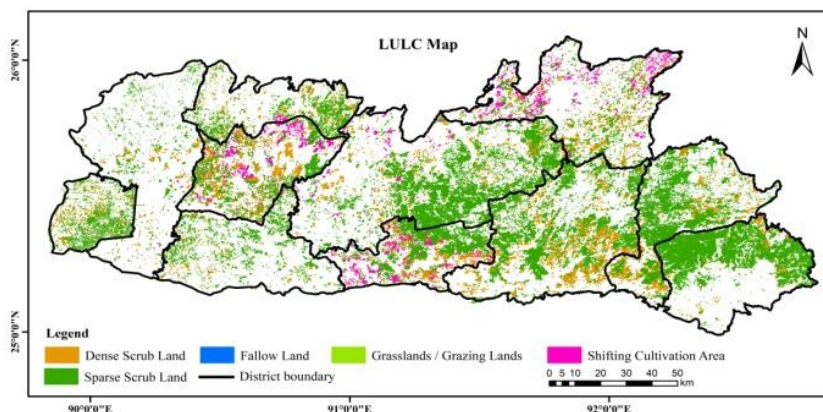 LULC Map
N
26°0'0"N
25°0'0"N
Legend
Dense Scrub Land
Fallow Land
Grasslands / Grazing Lands
Shifting Cultivation Area
Sparse Scrub Land
District boundary
0 5 10 20 30 40 50
km
90°0'0"E
91°0'0"E
92°0'0"E